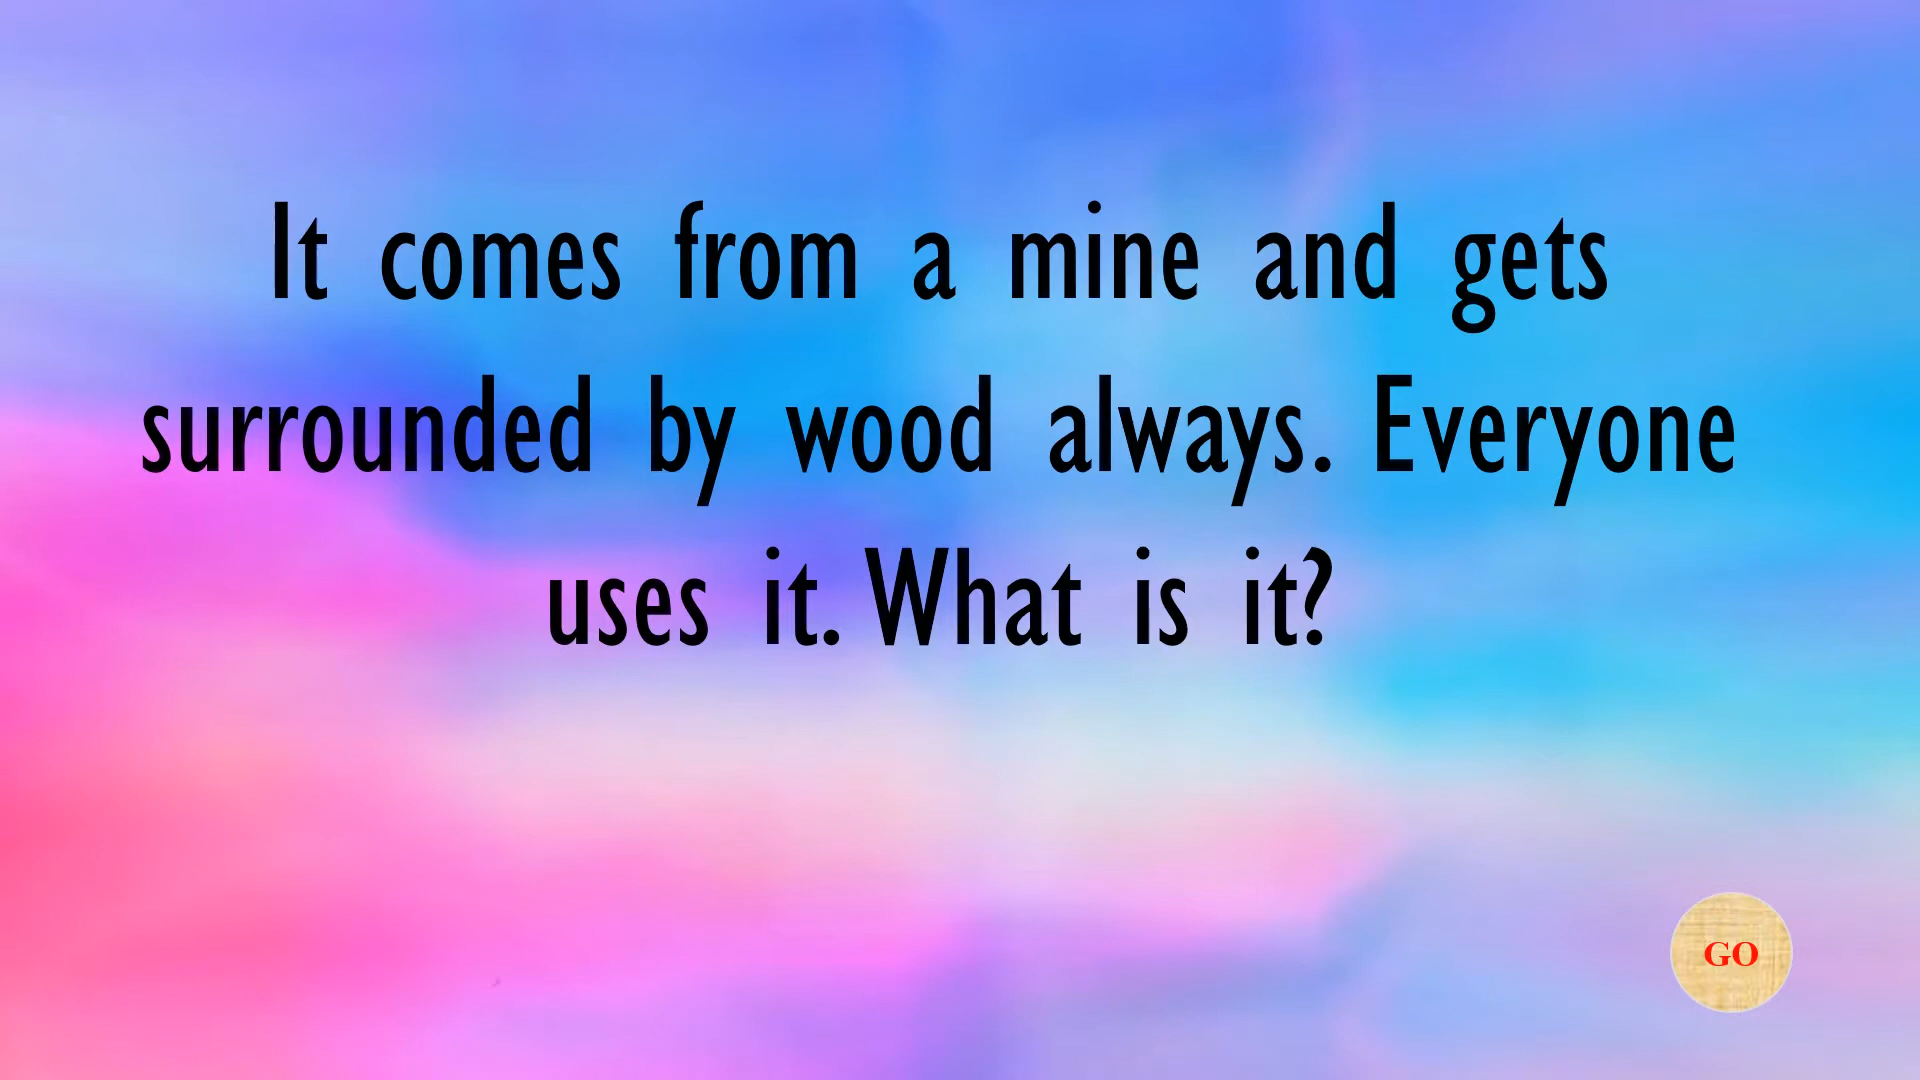 It comes from a mine and gets
surrounded by wood always. Everyone
uses it. What is it?
GO